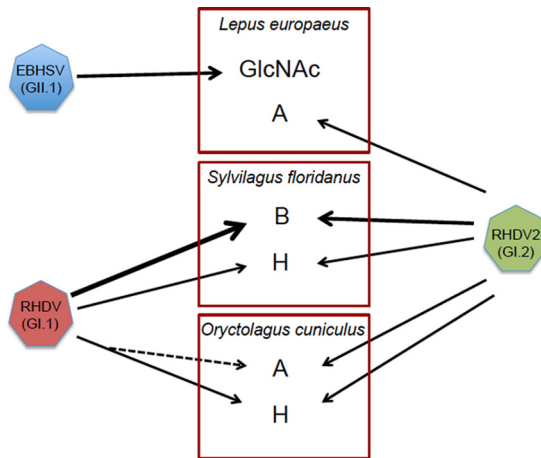 Lepus europaeus
EBHSV
(GII.1)
GlcNAc
A
Sylvilagus floridanus
B
H
RHDV2
(GI.2)
RHDV
(GI.1)
Oryctolagus cuniculus
A
H